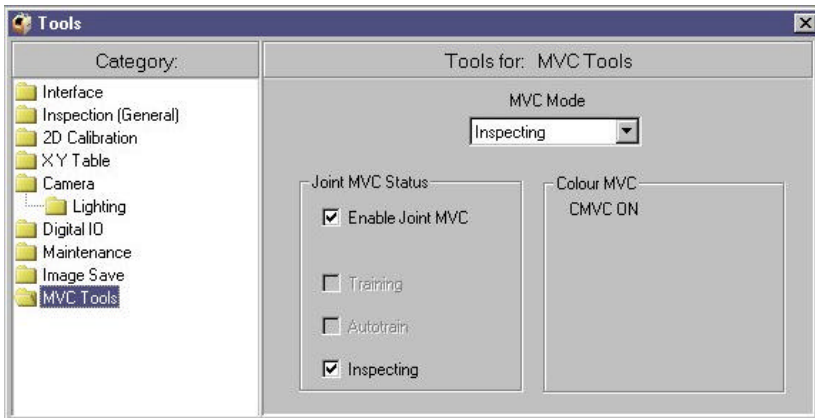 Tools
Category:
Interface
Inspection (General)
2D Calibration
X Y Table
Camera
Lighting
Digital IO
Maintenance
Image Save
MVC Tools
Tools for: MVC Tools
MVC Mode
Inspecting
Joint MVC Status
Enable Joint MVC
Training
Autotrain
Inspecting
Colour MVC
CMVC ON